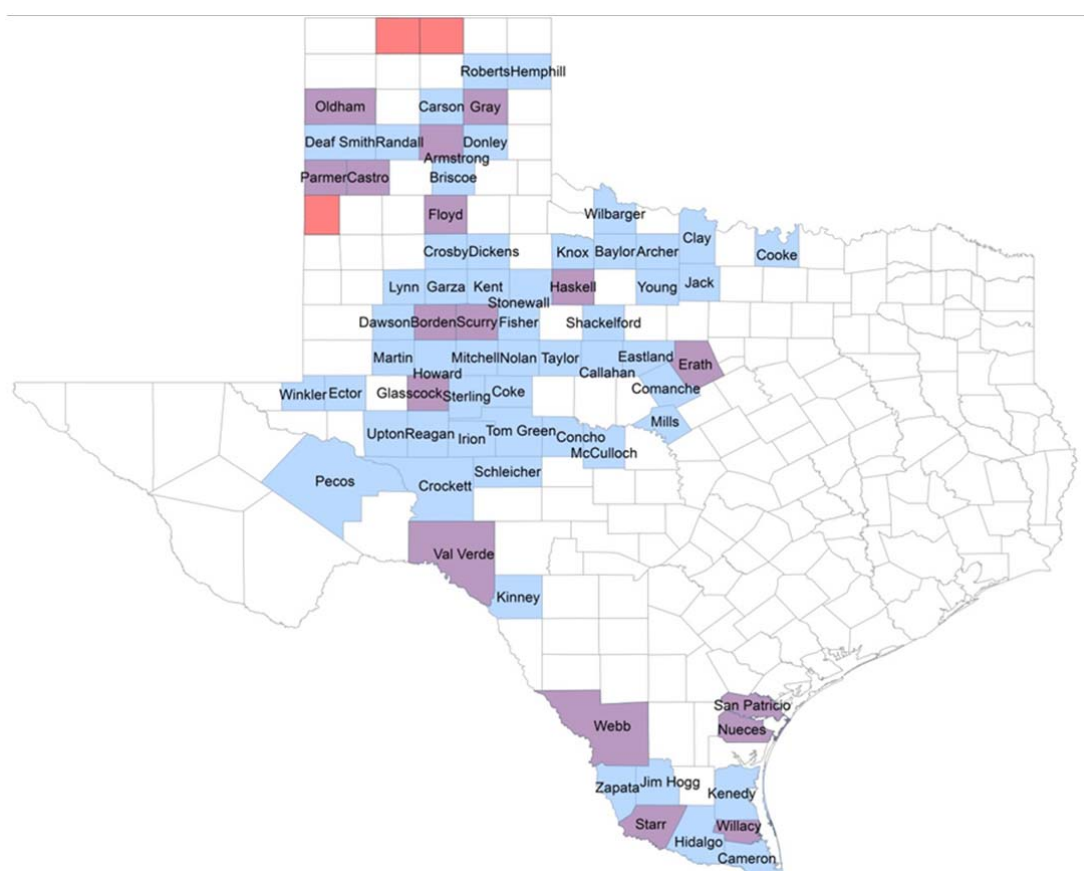 Roberts Hemphill
Oldham Carson Gray
Deaf Smith Randall Donley
Armstrong
Parmer Castro Briscoe
Floyd Wilbarger
Clay
Crosby Dickens Knox Baylor Archer Cooke
Lynn Garza Kent Haskell Young Jack
Stonewall
Dawson Borden Scurry Fisher Shackelford
Martin Mitchell Nolan Taylor Eastland Erath
Howard Callahan
Winkler Ector Glasscock Sterling Coke Comanche
Mills
Upton Reagan Irion Tom Green Concho
McCulloch
Schleicher
Pecos Crockett
Val Verde
Kinney
San Patricio
Webb Nueces
Zapata Jim Hogg Kenedy
Starr Willacy
Hidalgo
Cameron